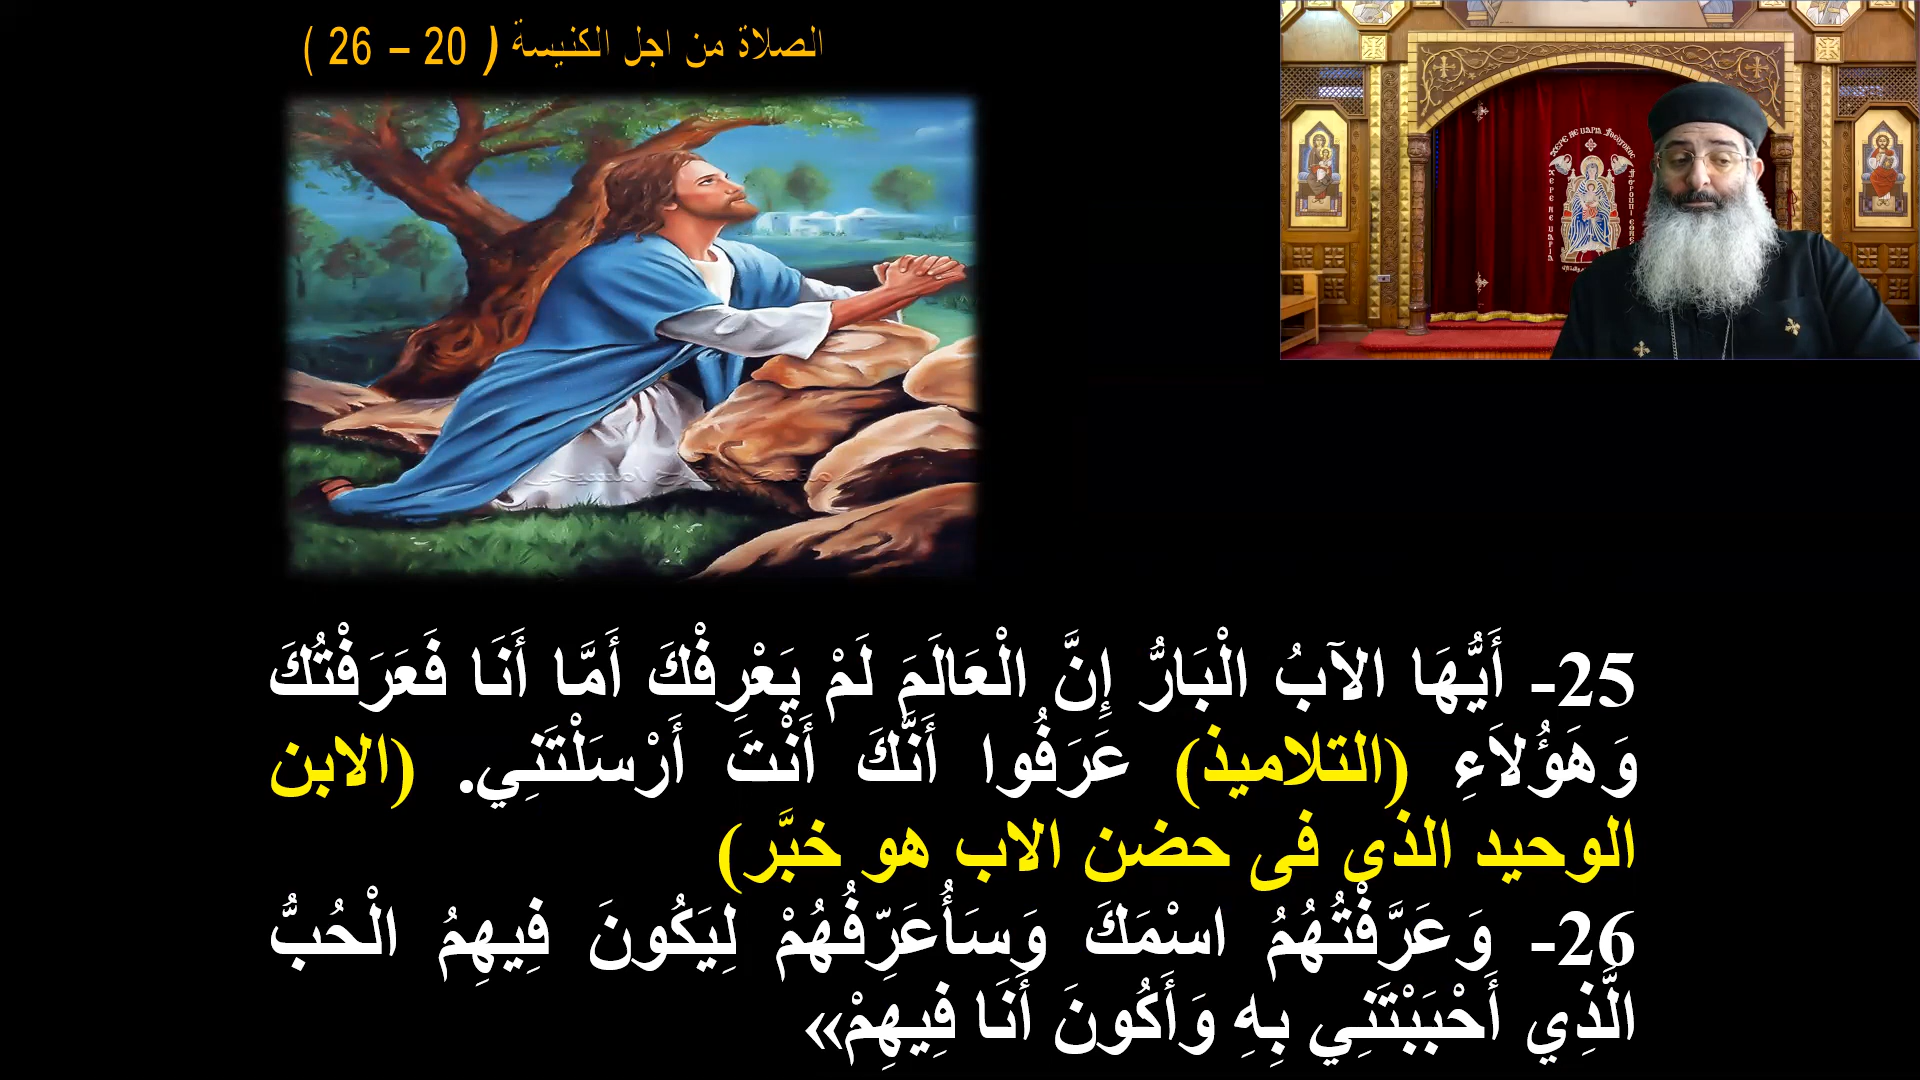 الصلاة من اجل الكنيسة ( 20 – 26 )
25- أَيُّهَا الآبُ الْبَارُّ إِنَّ الْعَالَمَ لَمْ يَعْرِفْكَ أَمَّا أَنَا فَعَرَفْتُكَ
وَهَؤُلاَءِ (التلاميذ) عَرَفُوا أَنَّكَ أَنْتَ أَرْسَلْتَنِي. (الابن
الوحيد الذى فى حضن الاب هو خبَّر)
26- وَعَرَّفْتُهُمُ اسْمَكَ وَسَأُعَرِّفُهُمْ لِيَكُونَ فِيهِمُ الْحُبُّ
الَّذِي أَحْبَبْتَنِي بِهِ وَأَكُونَ أَنَا فِيهِمْ»